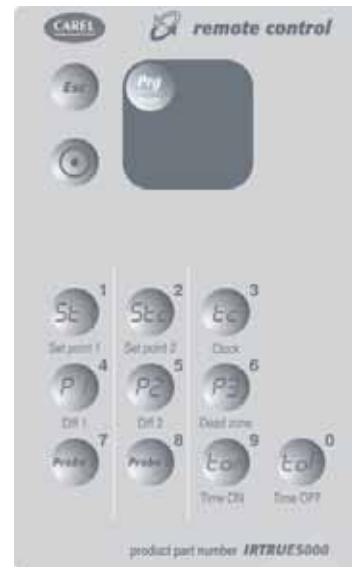 CAREL remote control
Esc
Prg
1 2 3
St St2 tc
Set point 1 Set point 2 Clock
4 5 6
P1 P2 P3
Diff 1 Diff 2 Dead zone
7 8 9 0
Probe Probe ton tof
Time ON Time OFF
product part number IRTRUES000